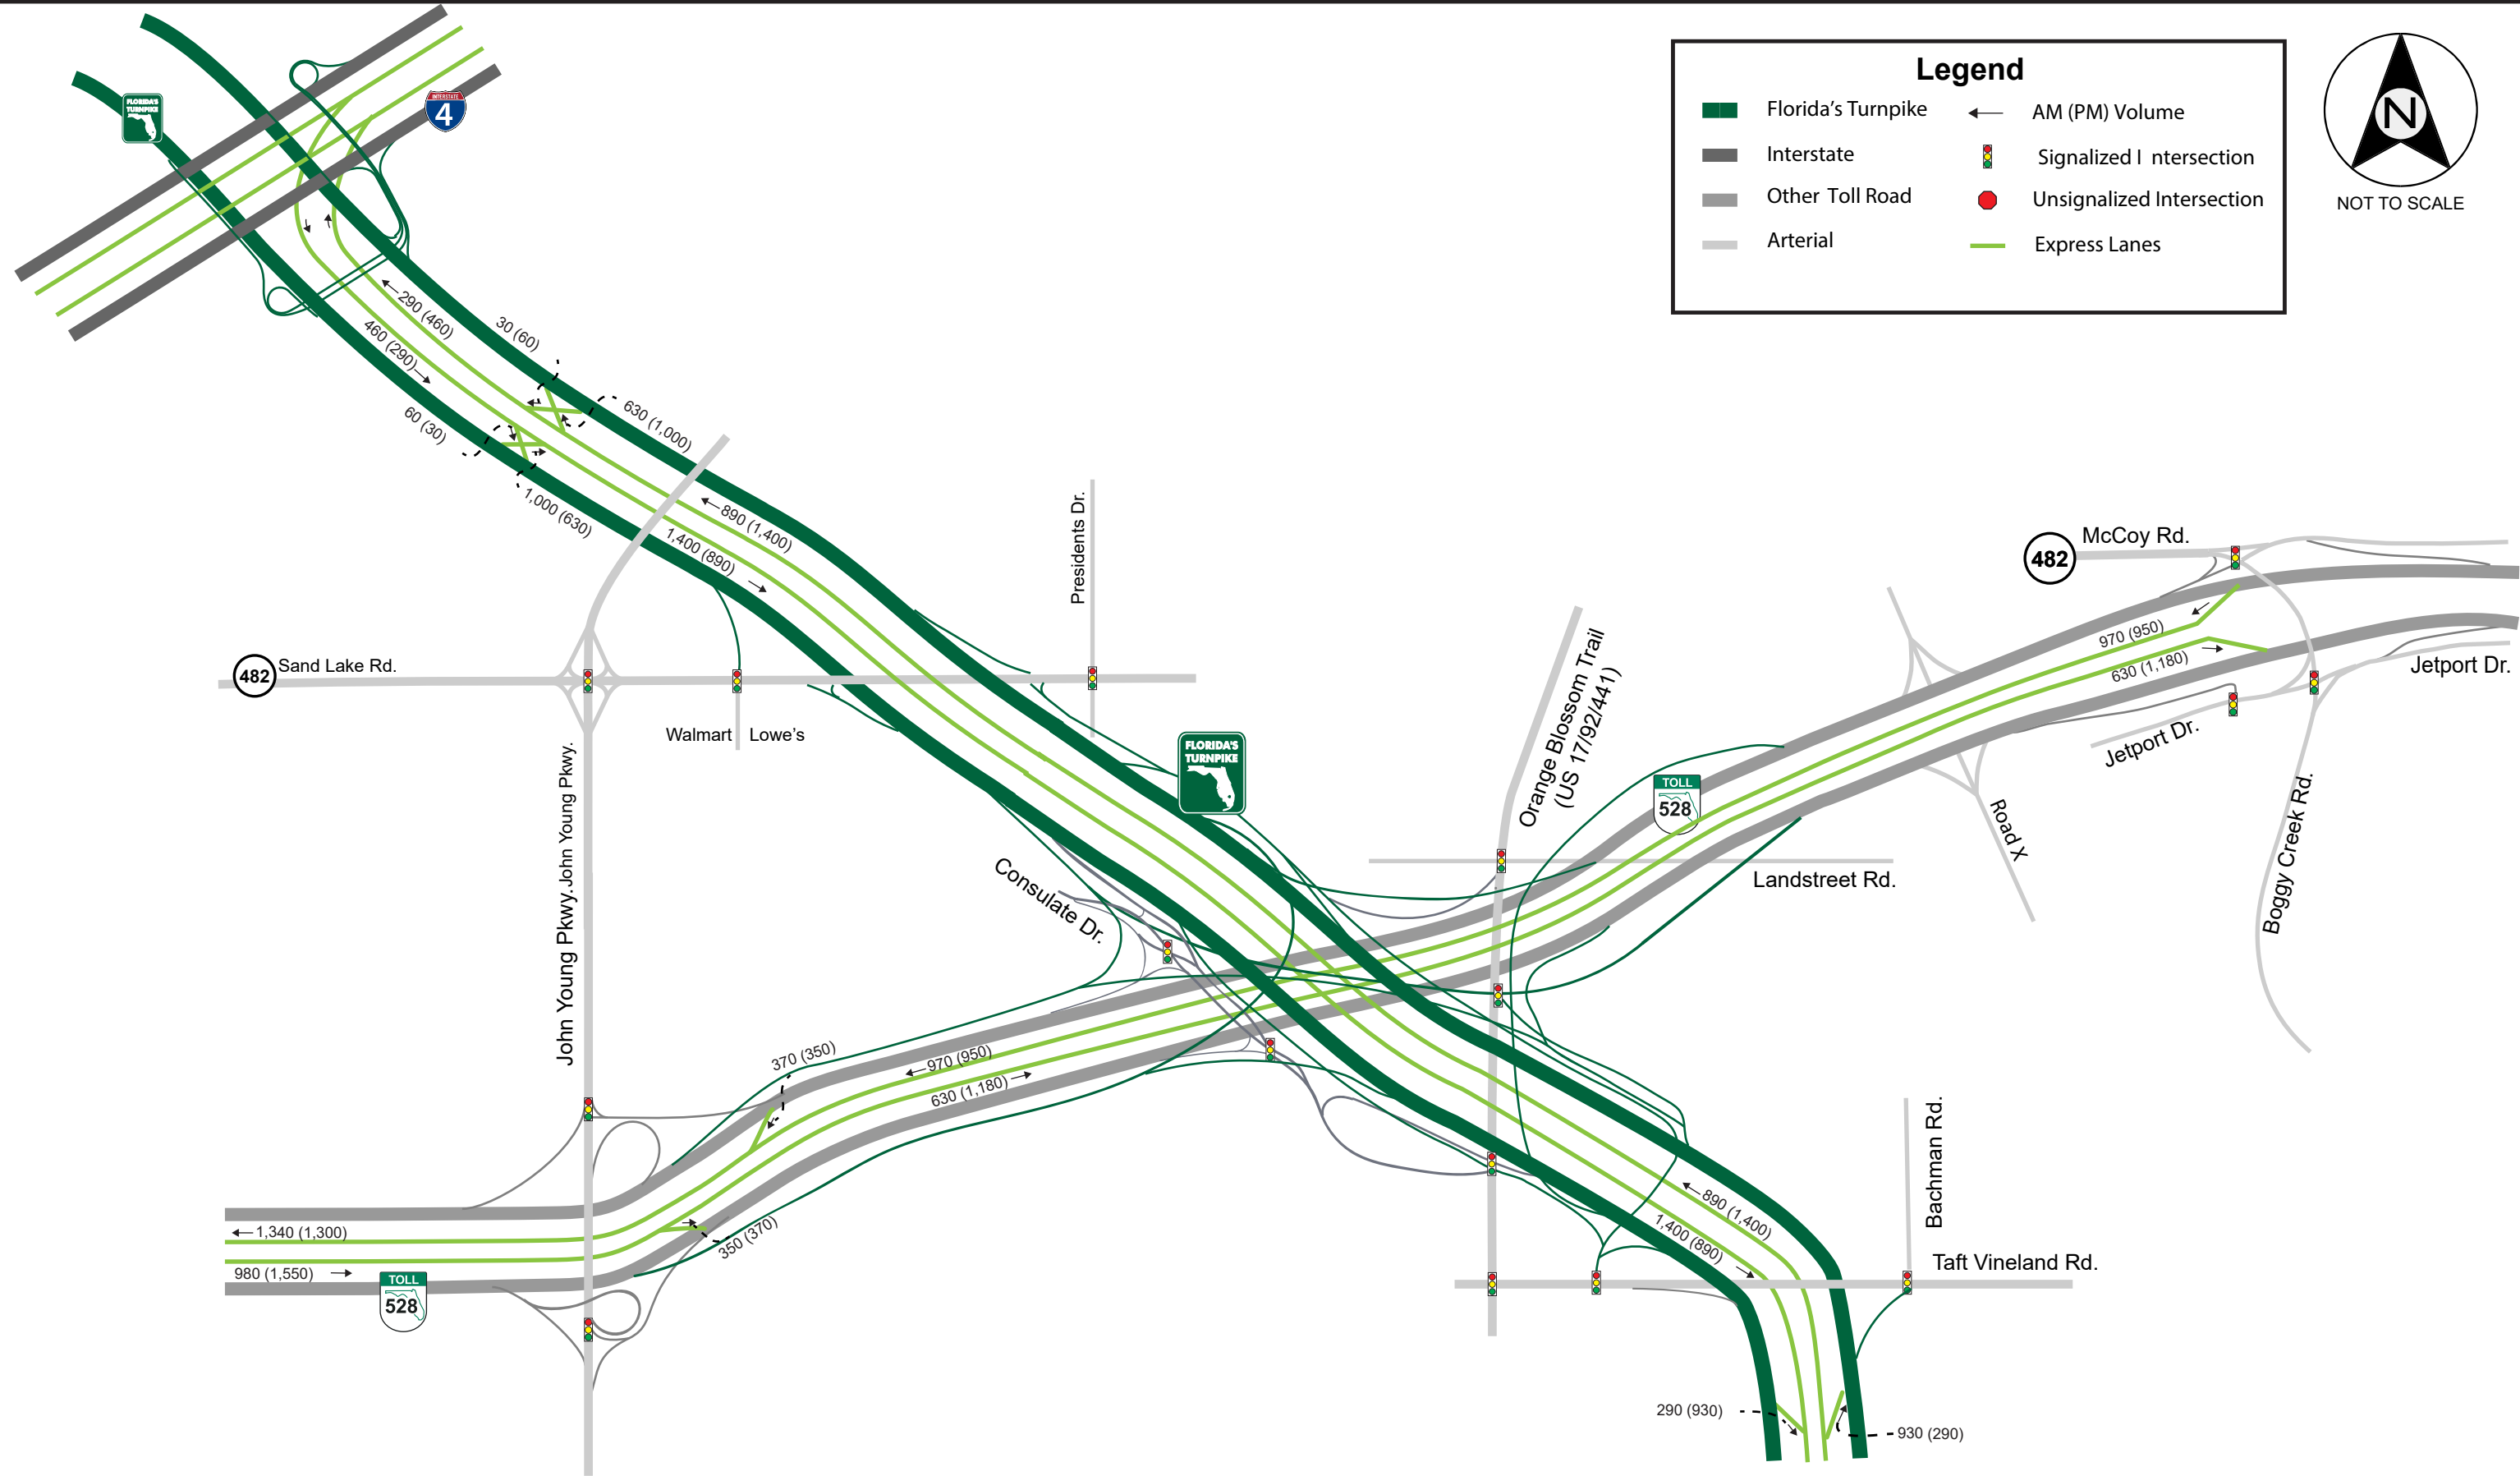 Legend
Florida's Turnpike
AM (PM) Volume
Interstate
Signalized I ntersection
Other Toll Road
Unsignalized Intersection
Arterial
Express Lanes
N
NOT TO SCALE
FLORIDA'S
TURNPIKE
INTERSTATE
4
290 (460)
460 (290)
30 (60)
60 (30)
630 (1,000)
1,000 (630)
890 (1,400)
1,400 (890)
Presidents Dr.
482
Sand Lake Rd.
Walmart
Lowe's
John Young Pkwy.
John Young Pkwy.
FLORIDA'S
TURNPIKE
Orange Blossom Trail
(US 17/92/441)
482
McCoy Rd.
970 (950)
630 (1,180)
Jetport Dr.
Jetport Dr.
TOLL
528
Road X
Boggy Creek Rd.
Landstreet Rd.
Consulate Dr.
370 (350)
970 (950)
630 (1,180)
350 (370)
1,340 (1,300)
980 (1,550)
TOLL
528
890 (1,400)
1,400 (890)
Bachman Rd.
Taft Vineland Rd.
290 (930)
930 (290)